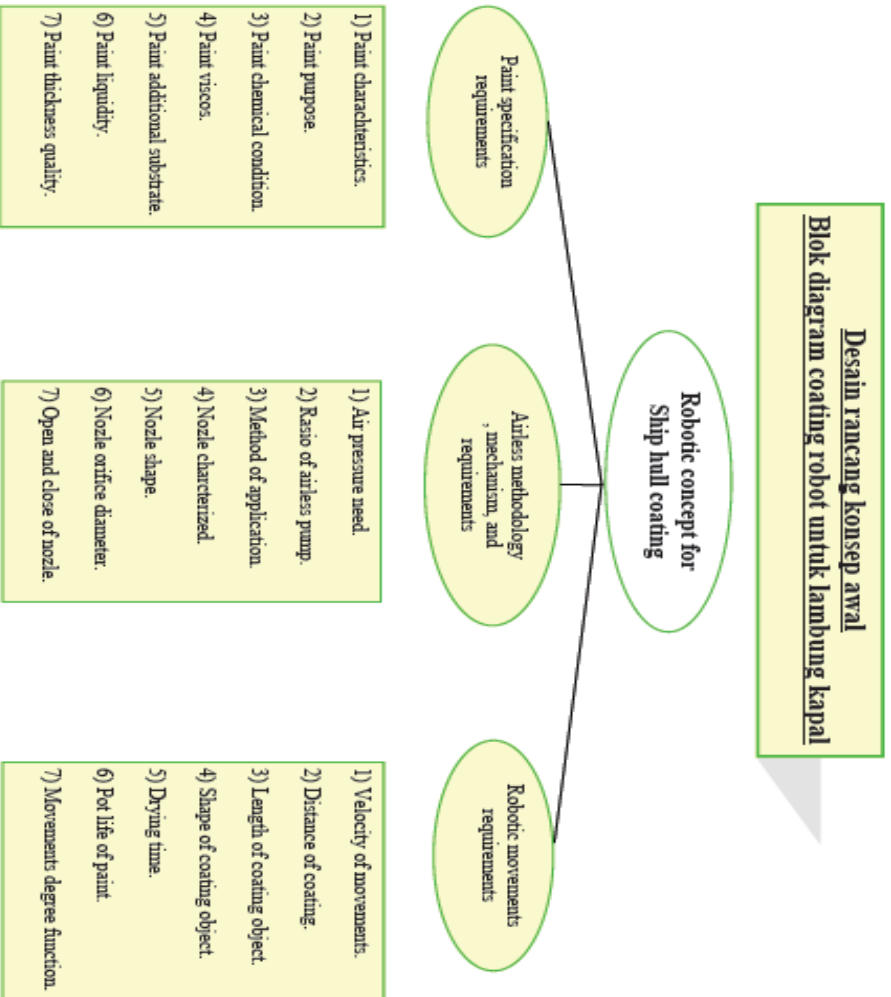 Desain rancang konsep awal
Blok diagram coating robot untuk lambung kapal
Robotic concept for
Ship hull coating
Paint specification
requirements
Airless methodology
, mechanism, and
requirements
Robotic movements
requirements
1) Paint charachteristics.
2) Paint purpose.
3) Paint chemical condition.
4) Paint viscos.
5) Paint additional substrate.
6) Paint liquidity.
7) Paint thickness quality.
1) Air pressure need.
2) Rasio of airless pump.
3) Method of application.
4) Nozle charcterized.
5) Nozle shape.
6) Nozle orifice diameter.
7) Open and close of nozle.
1) Velocity of movements.
2) Distance of coating.
3) Length of coating object.
4) Shape of coating object.
5) Drying time.
6) Pot life of paint.
7) Movements degree function.